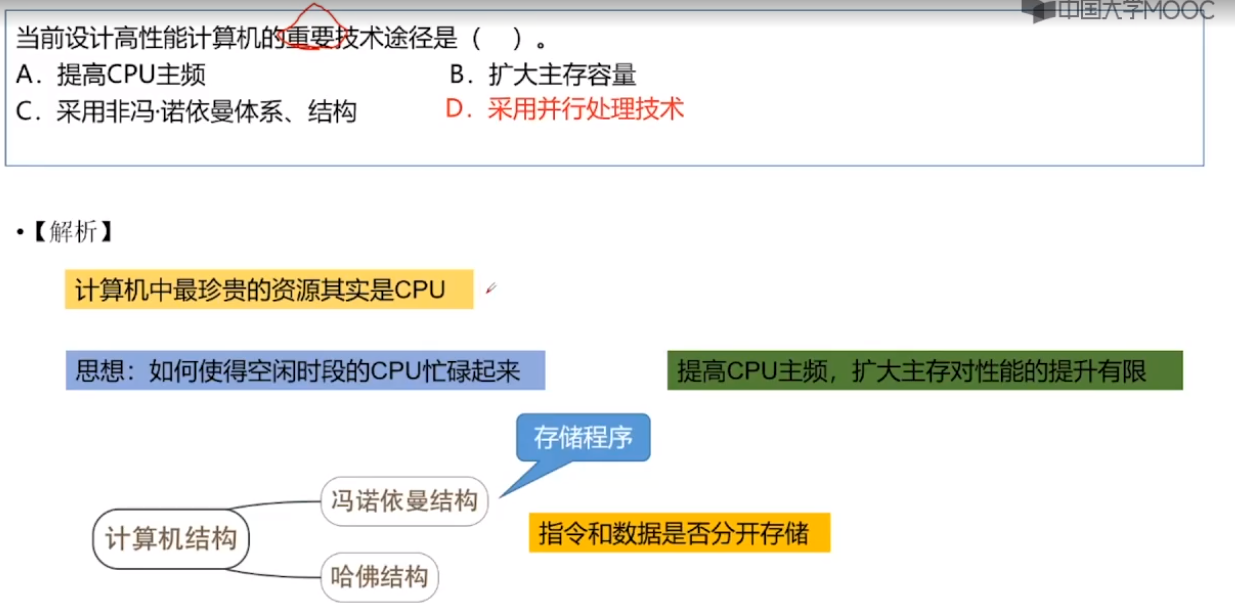 中国大学MOOC
当前设计高性能计算机的重要技术途径是（ ）。
A. 提高CPU主频 B. 扩大主存容量
C. 采用非冯·诺依曼体系、结构 D. 采用并行处理技术
•【解析】
计算机中最珍贵的资源其实是CPU
思想：如何使得空闲时段的CPU忙碌起来 提高CPU主频，扩大主存对性能的提升有限
存储程序
冯诺依曼结构
计算机结构 指令和数据是否分开存储
哈佛结构